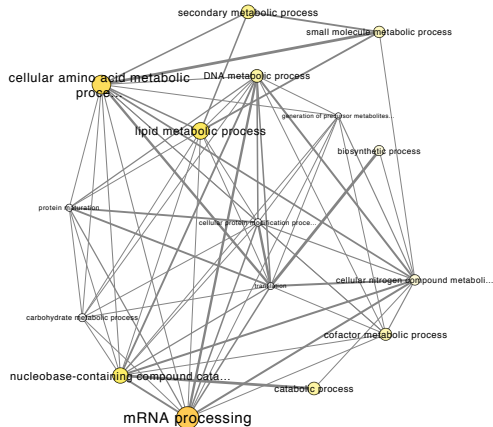 secondary metabolic process
small molecule metabolic process
cellular amino acid metabolic
proce...
DNA metabolic process
generation of precursor metabolites...
lipid metabolic process
biosynthetic process
protein maturation
cellular protein modification proce...
cellular nitrogen compound metaboli...
translation
carbohydrate metabolic process
cofactor metabolic process
nucleobase-containing compound cata...
catabolic process
mRNA processing